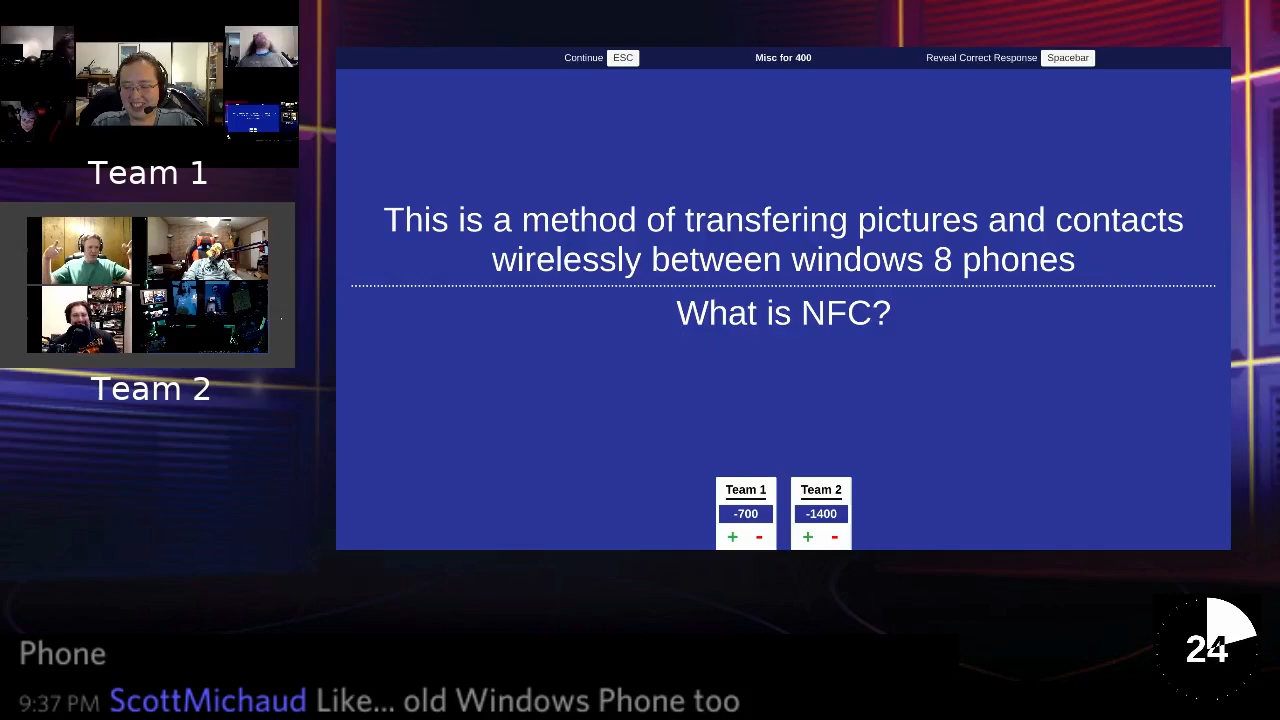 Team 1
Team 2
Continue ESC
Misc for 400
Reveal Correct Response Spacebar
This is a method of transfering pictures and contacts
wirelessly between windows 8 phones
What is NFC?
Team 1
-700
+ -
Team 2
-1400
+ -
Phone
9:37 PM ScottMichaud Like... old Windows Phone too
24